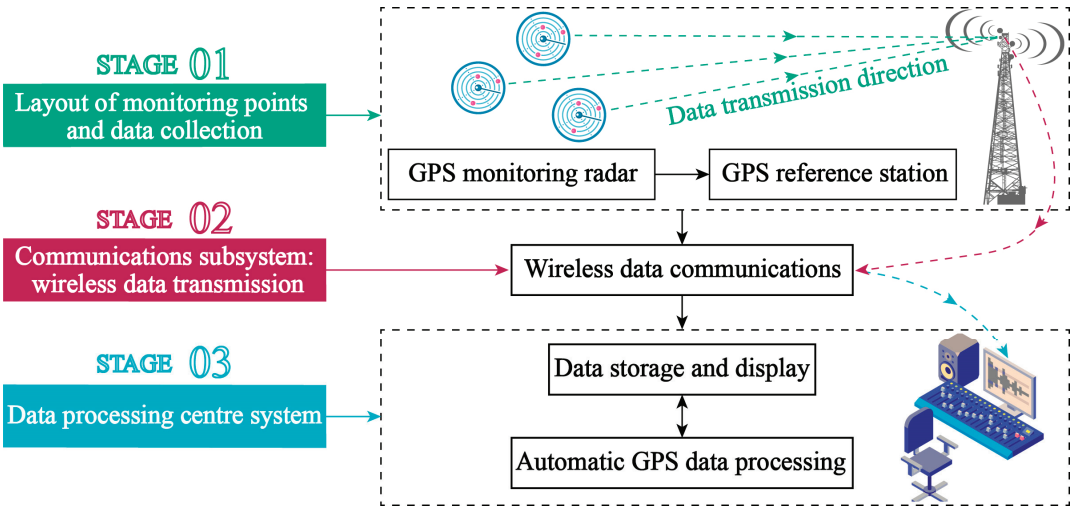 STAGE 01
Layout of monitoring points
and data collection
Data transmission direction
GPS monitoring radar
GPS reference station
STAGE 02
Communications subsystem:
wireless data transmission
Wireless data communications
STAGE 03
Data processing centre system
Data storage and display
Automatic GPS data processing